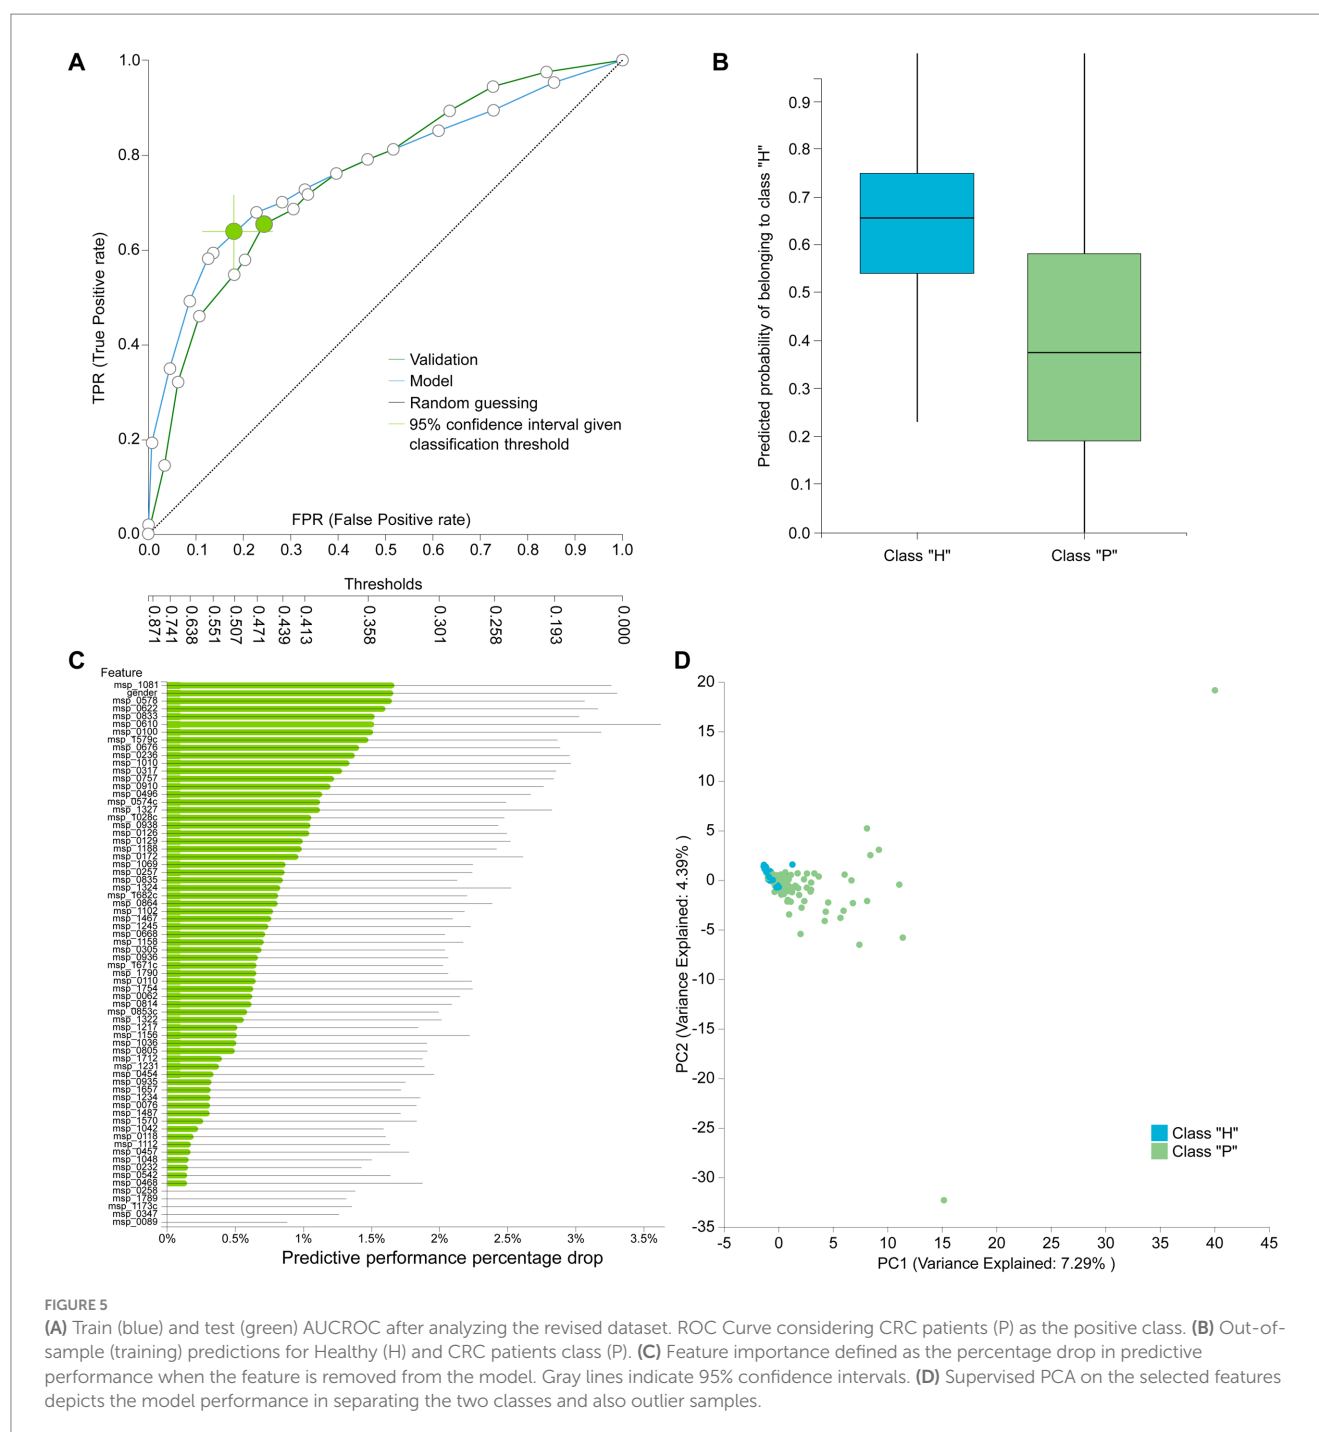 A
1.0
0.8
0.6
0.4
0.2
0.0
TPR (True Positive rate)
Validation
Model
Random guessing
95% confidence interval given
classification threshold
FPR (False Positive rate)
0.0 0.1 0.2 0.3 0.4 0.5 0.6 0.7 0.8 0.9 1.0
Thresholds
0.871 0.741 0.638 0.551 0.507 0.471 0.439 0.413 0.358 0.301 0.258 0.193 0.000
B
0.9
0.8
0.7
0.6
0.5
0.4
0.3
0.2
0.1
0.0
Predicted probability of belonging to class "H"
Class "H" Class "P"
C
Feature
msp_1081
gender
msp_0578
msp_0622
msp_0833
msp_0610
msp_0100
msp_1579c
msp_0676
msp_0236
msp_1010
msp_0317
msp_0757
msp_0910
msp_0496
msp_0574c
msp_1327
msp_1028c
msp_0938
msp_0126
msp_0129
msp_1188
msp_0172
msp_1069
msp_0257
msp_0835
msp_1324
msp_1682c
msp_0864
msp_1102
msp_1467
msp_1245
msp_0668
msp_1158
msp_0305
msp_0936
msp_1671c
msp_1790
msp_0110
msp_1754
msp_0062
msp_0814
msp_0853c
msp_1322
msp_1217
msp_1156
msp_1036
msp_0805
msp_1712
msp_1231
msp_0454
msp_0935
msp_1657
msp_1234
msp_0076
msp_1487
msp_1570
msp_1042
msp_0118
msp_1112
msp_0457
msp_1048
msp_0232
msp_0542
msp_0468
msp_0258
msp_1789
msp_1173c
msp_0347
msp_0089
0% 0.5% 1% 1.5% 2% 2.5% 3% 3.5%
Predictive performance percentage drop
D
20
15
10
5
0
-5
-10
-15
-20
-25
-30
-35
PC2 (Variance Explained: 4.39% )
Class "H"
Class "P"
-5 0 5 10 15 20 25 30 35 40 45
PC1 (Variance Explained: 7.29% )
FIGURE 5
(A) Train (blue) and test (green) AUCROC after analyzing the revised dataset. ROC Curve considering CRC patients (P) as the positive class. (B) Out-of-
sample (training) predictions for Healthy (H) and CRC patients class (P). (C) Feature importance defined as the percentage drop in predictive
performance when the feature is removed from the model. Gray lines indicate 95% confidence intervals. (D) Supervised PCA on the selected features
depicts the model performance in separating the two classes and also outlier samples.